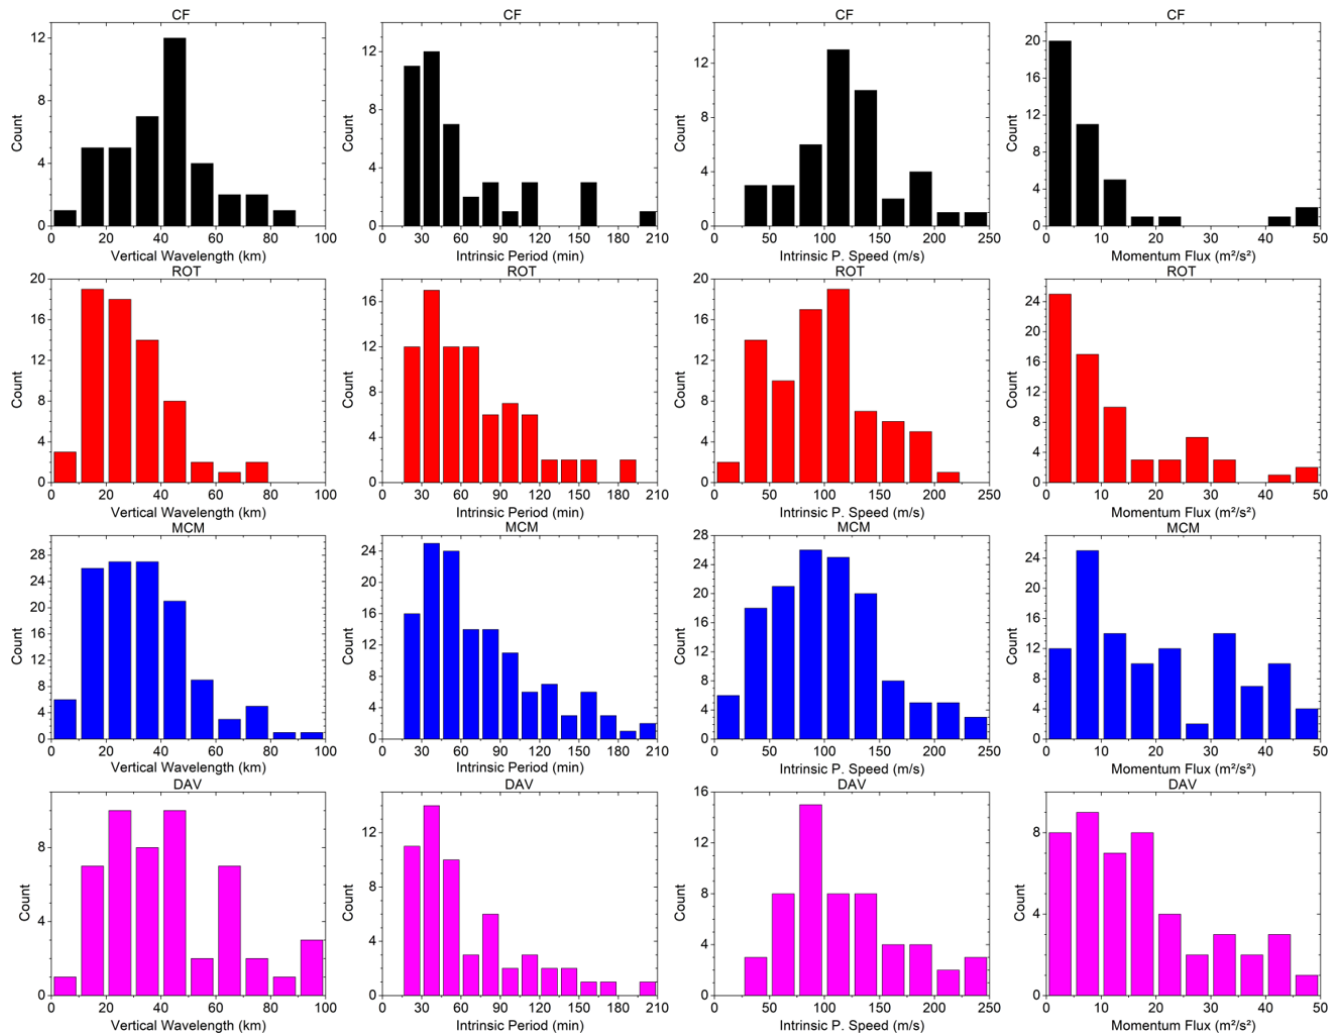 CF CF CF CF
12
8
4
0
Count
0 20 40 60 80 100
Vertical Wavelength (km)
12
8
4
0
Count
30 60 90 120 150 180 210
Intrinsic Period (min)
12
8
4
0
Count
50 100 150 200 250
Intrinsic P. Speed (m/s)
20
16
12
8
4
0
Count
0 10 20 30 40 50
Momentum Flux (m²/s²)
ROT ROT ROT ROT
20
16
12
8
4
0
Count
0 20 40 60 80 100
Vertical Wavelength (km)
16
12
8
4
0
Count
30 60 90 120 150 180 210
Intrinsic Period (min)
20
16
12
8
4
0
Count
0 50 100 150 200 250
Intrinsic P. Speed (m/s)
24
20
16
12
8
4
0
Count
0 10 20 30 40 50
Momentum Flux (m²/s²)
MCM MCM MCM MCM
28
24
20
16
12
8
4
0
Count
0 20 40 60 80 100
Vertical Wavelength (km)
24
20
16
12
8
4
0
Count
30 60 90 120 150 180 210
Intrinsic Period (min)
28
24
20
16
12
8
4
0
Count
0 50 100 150 200 250
Intrinsic P. Speed (m/s)
28
24
20
16
12
8
4
0
Count
0 10 20 30 40 50
Momentum Flux (m²/s²)
DAV DAV DAV DAV
8
4
0
Count
0 20 40 60 80 100
Vertical Wavelength (km)
12
8
4
0
Count
0 30 60 90 120 150 180 210
Intrinsic Period (min)
16
12
8
4
0
Count
0 50 100 150 200 250
Intrinsic P. Speed (m/s)
8
4
0
Count
0 10 20 30 40 50
Momentum Flux (m²/s²)